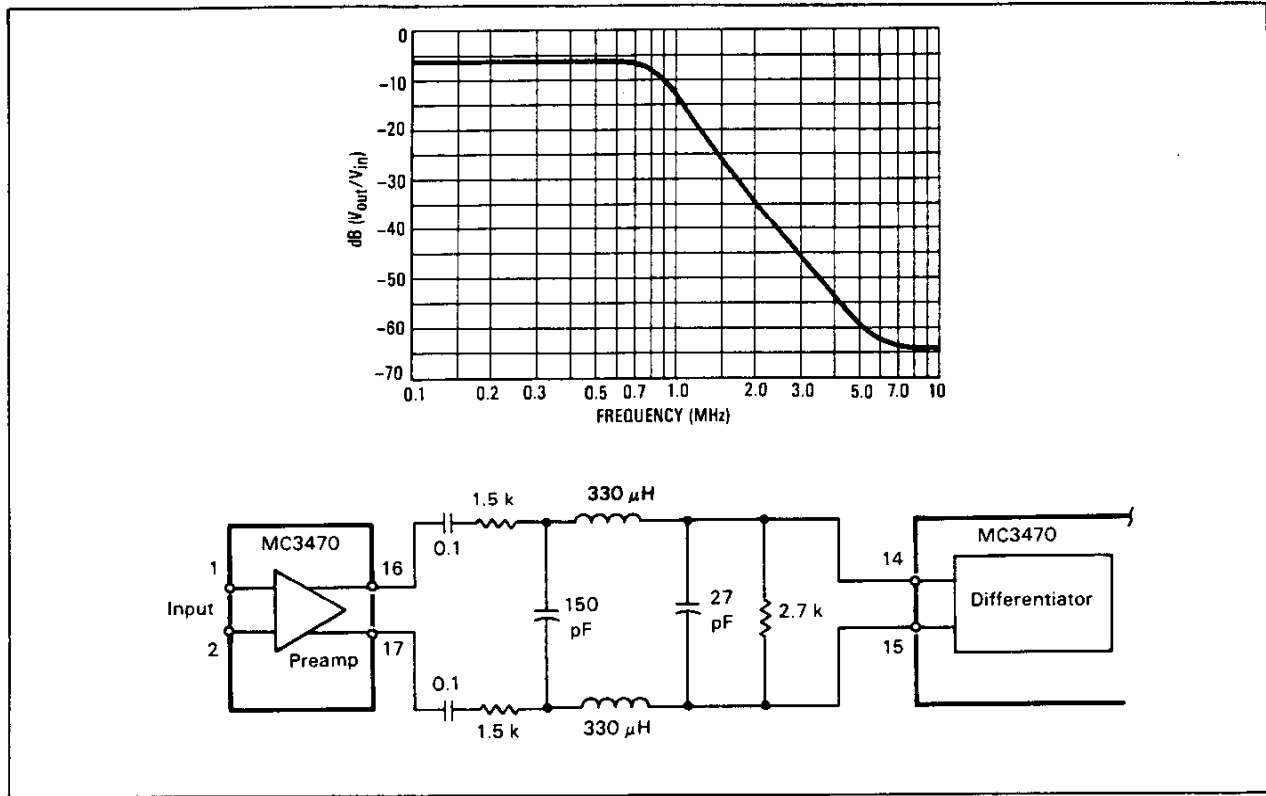 0
-10
-20
-30
-40
-50
-60
-70
dB (Vout/Vin)
0.1 0.2 0.3 0.5 0.7 1.0 2.0 3.0 5.0 7.0 10
FREQUENCY (MHz)
MC3470
1
Input
2
Preamp
16
17
0.1
1.5 k
330 µH
150
pF
27
pF
2.7 k
0.1
1.5 k
330 µH
14
15
MC3470
Differentiator